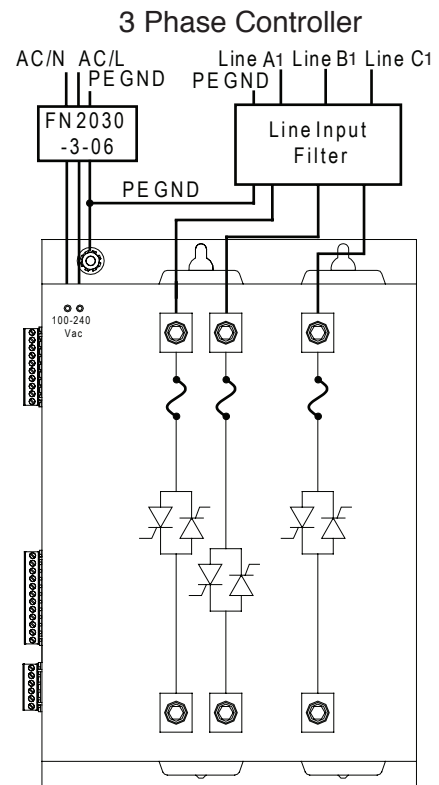 3 Phase Controller
AC/N AC/L
PE GND
Line A1 Line B1 Line C1
PE GND
FN2030
-3-06
Line Input
Filter
PE GND
100-240
Vac